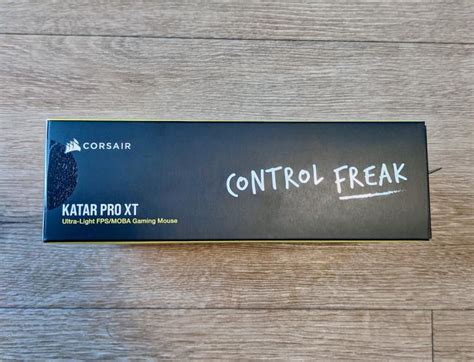 CORSAIR
CONTROL FREAK
KATAR PRO XT
Ultra-Light FPS/MOBA Gaming Mouse